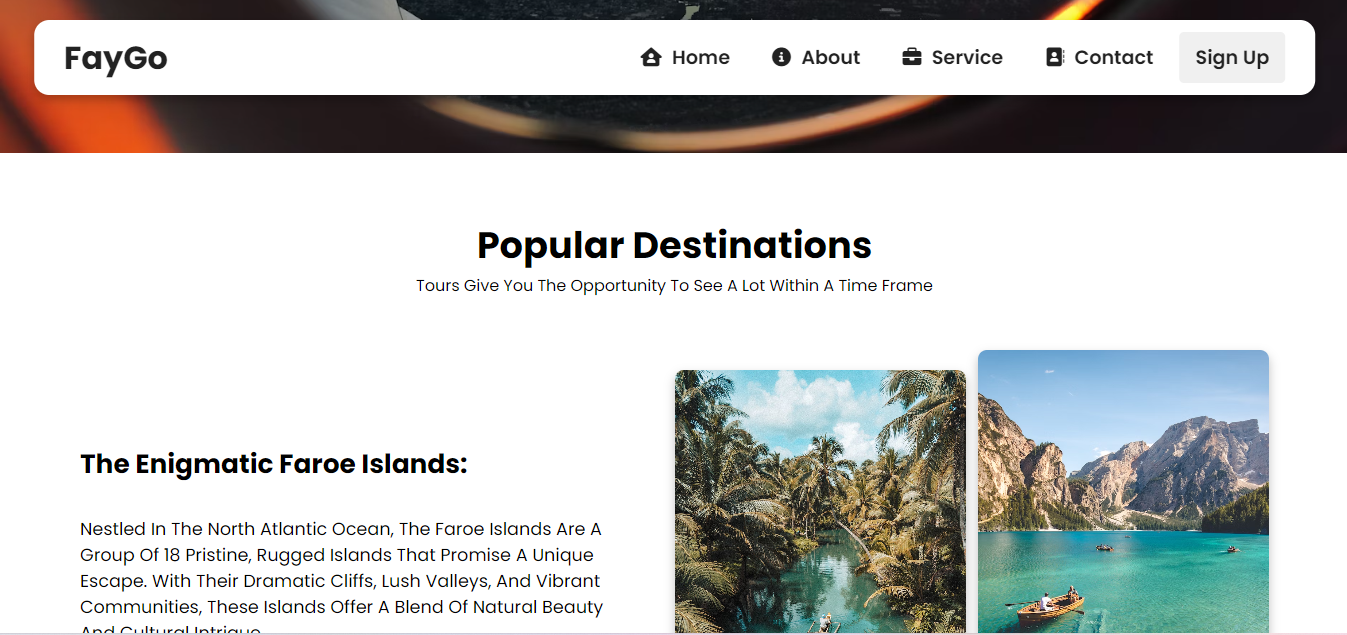 FayGo
Home
About
Service
Contact
Sign Up
Popular Destinations
Tours Give You The Opportunity To See A Lot Within A Time Frame
The Enigmatic Faroe Islands:
Nestled In The North Atlantic Ocean, The Faroe Islands Are A
Group Of 18 Pristine, Rugged Islands That Promise A Unique
Escape. With Their Dramatic Cliffs, Lush Valleys, And Vibrant
Communities, These Islands Offer A Blend Of Natural Beauty
And Cultural Intrigue